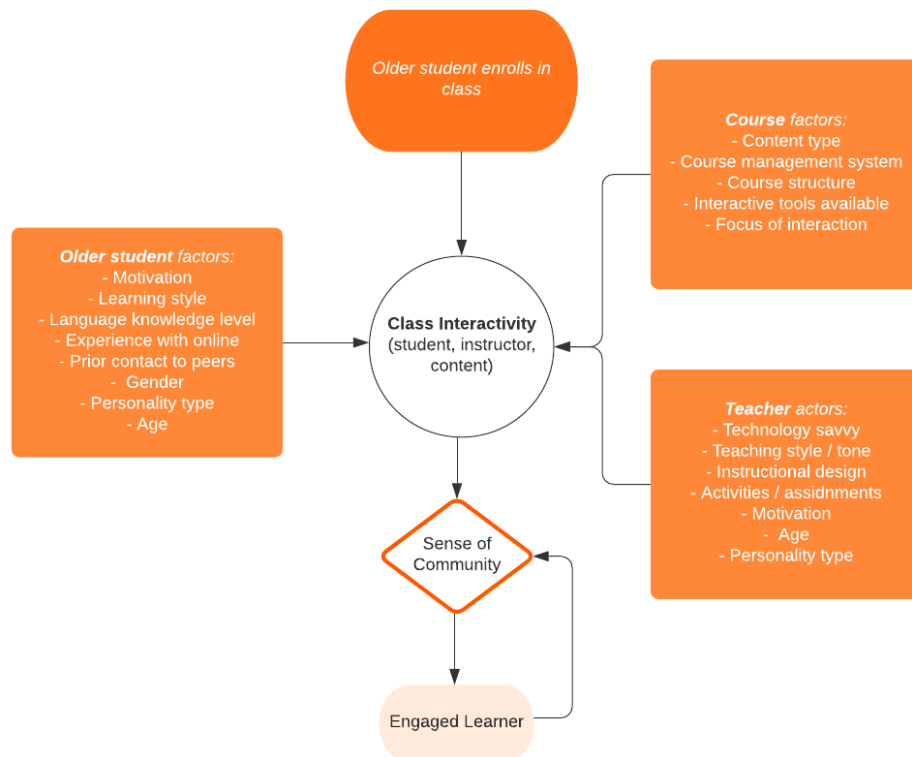 Older student enrolls in
class
Course factors:
- Content type
- Course management system
- Course structure
- Interactive tools available
- Focus of interaction
Older student factors:
- Motivation
- Learning style
- Language knowledge level
- Experience with online
- Prior contact to peers
- Gender
- Personality type
- Age
Class Interactivity
(student, instructor,
content)
Teacher actors:
- Technology savvy
- Teaching style / tone
- Instructional design
- Activities / assidnments
- Motivation
- Age
- Personality type
Sense of
Community
Engaged Learner